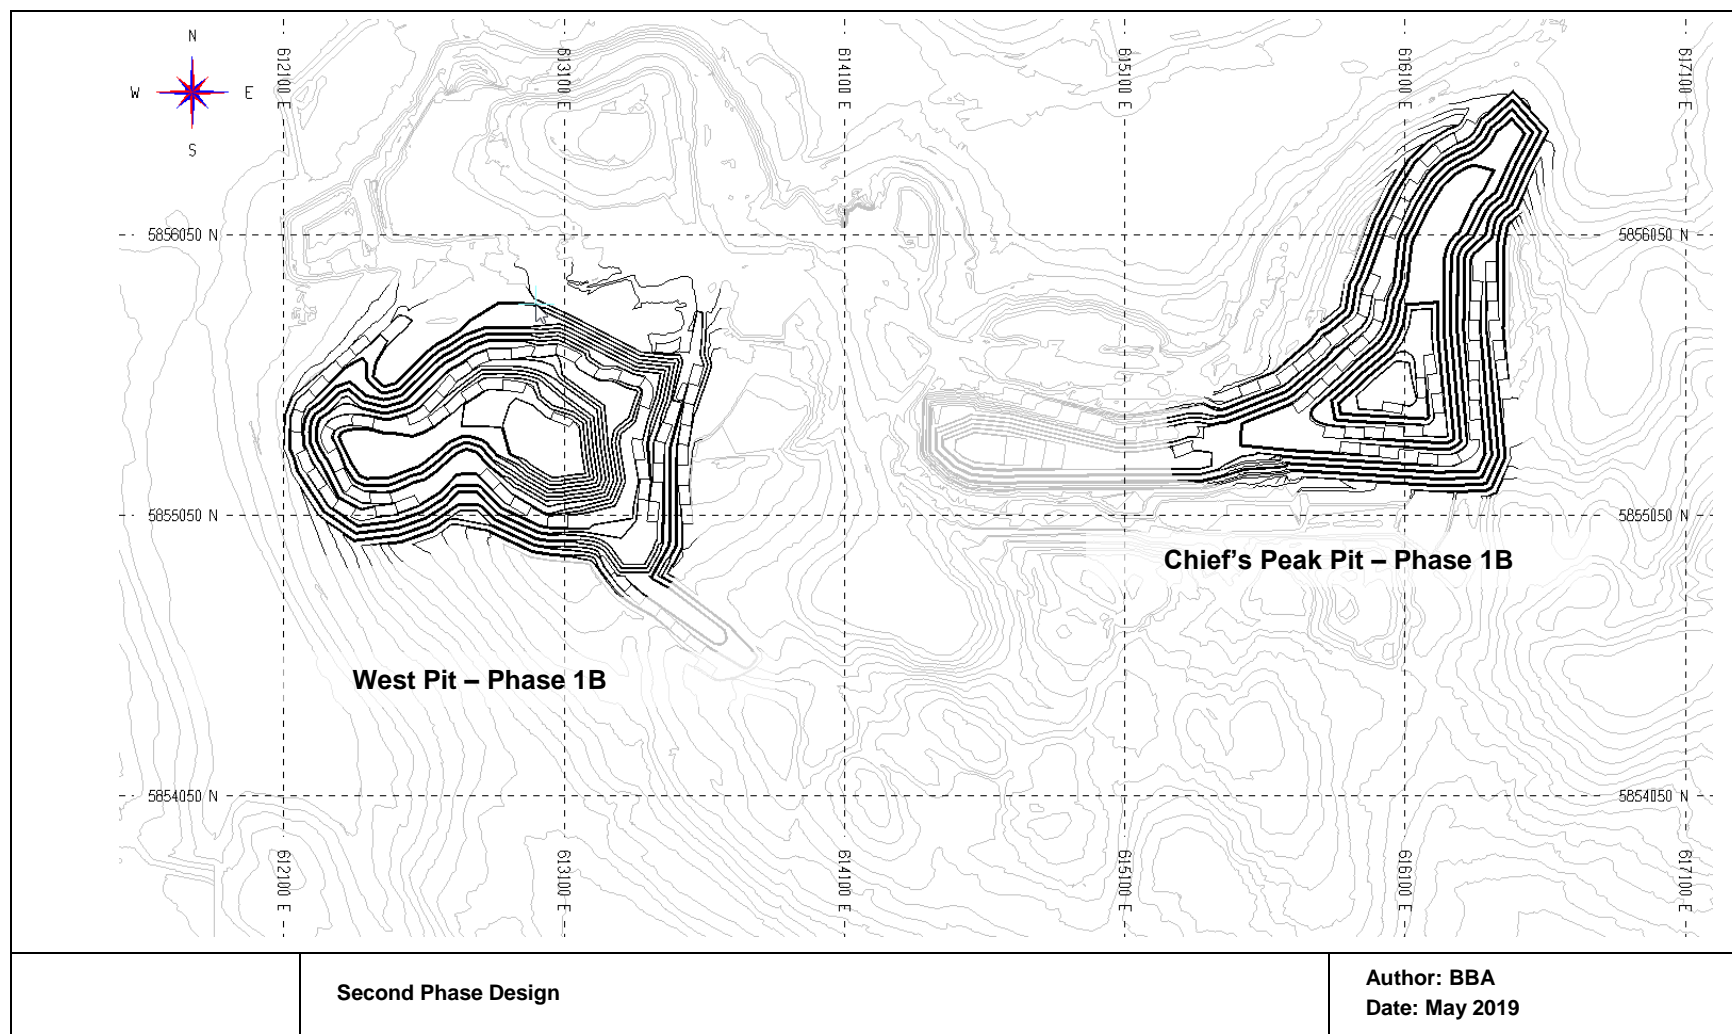 N
W E
S
612100 E
613100 E
614100 E
615100 E
616100 E
617100 E
5856050 N
5856050 N
5855050 N
5855050 N
Chief's Peak Pit – Phase 1B
West Pit – Phase 1B
5854050 N
5854050 N
612100 E
613100 E
614100 E
615100 E
616100 E
617100 E
Second Phase Design
Author: BBA
Date: May 2019